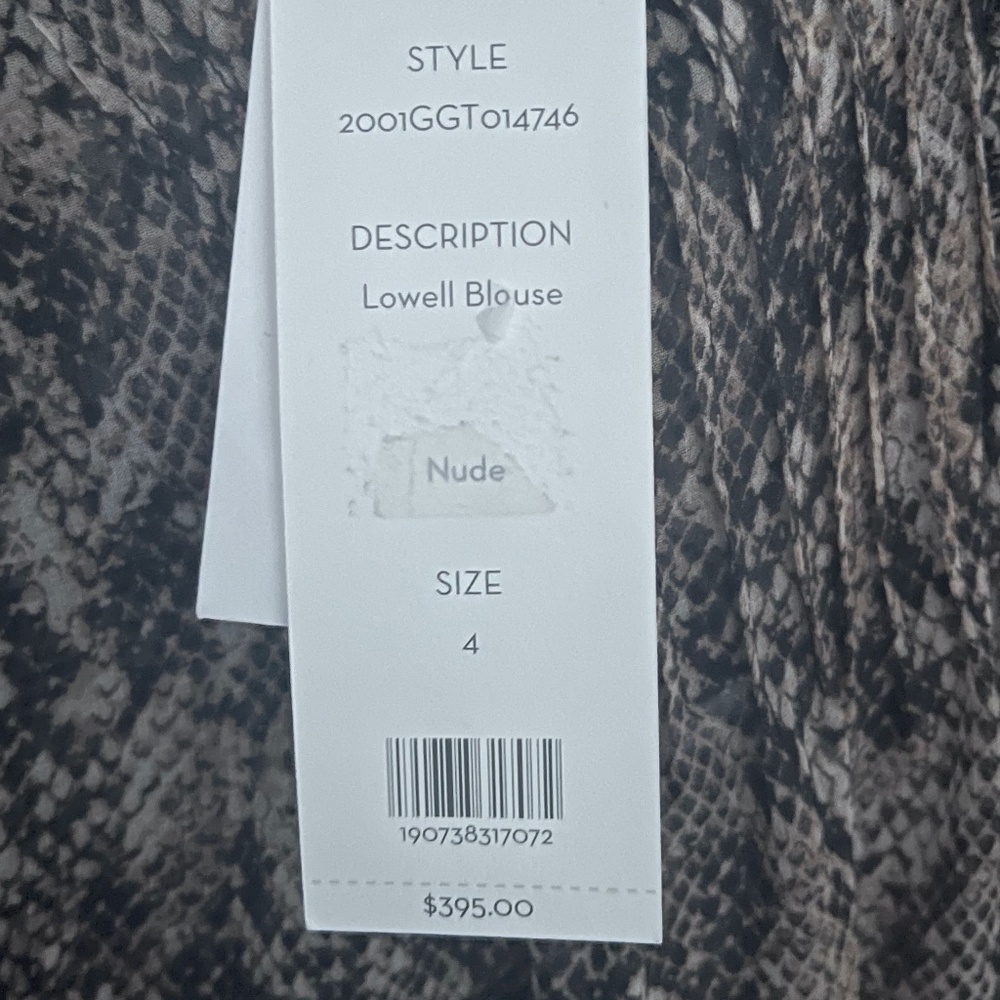 STYLE
2001GGT014746
DESCRIPTION
Lowell Blouse
Nude
SIZE
4
190738317072
$395.00